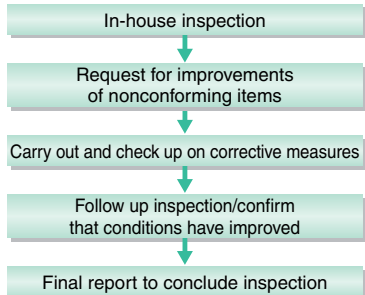 In-house inspection
Request for improvements
of nonconforming items
Carry out and check up on corrective measures
Follow up inspection/confirm
that conditions have improved
Final report to conclude inspection